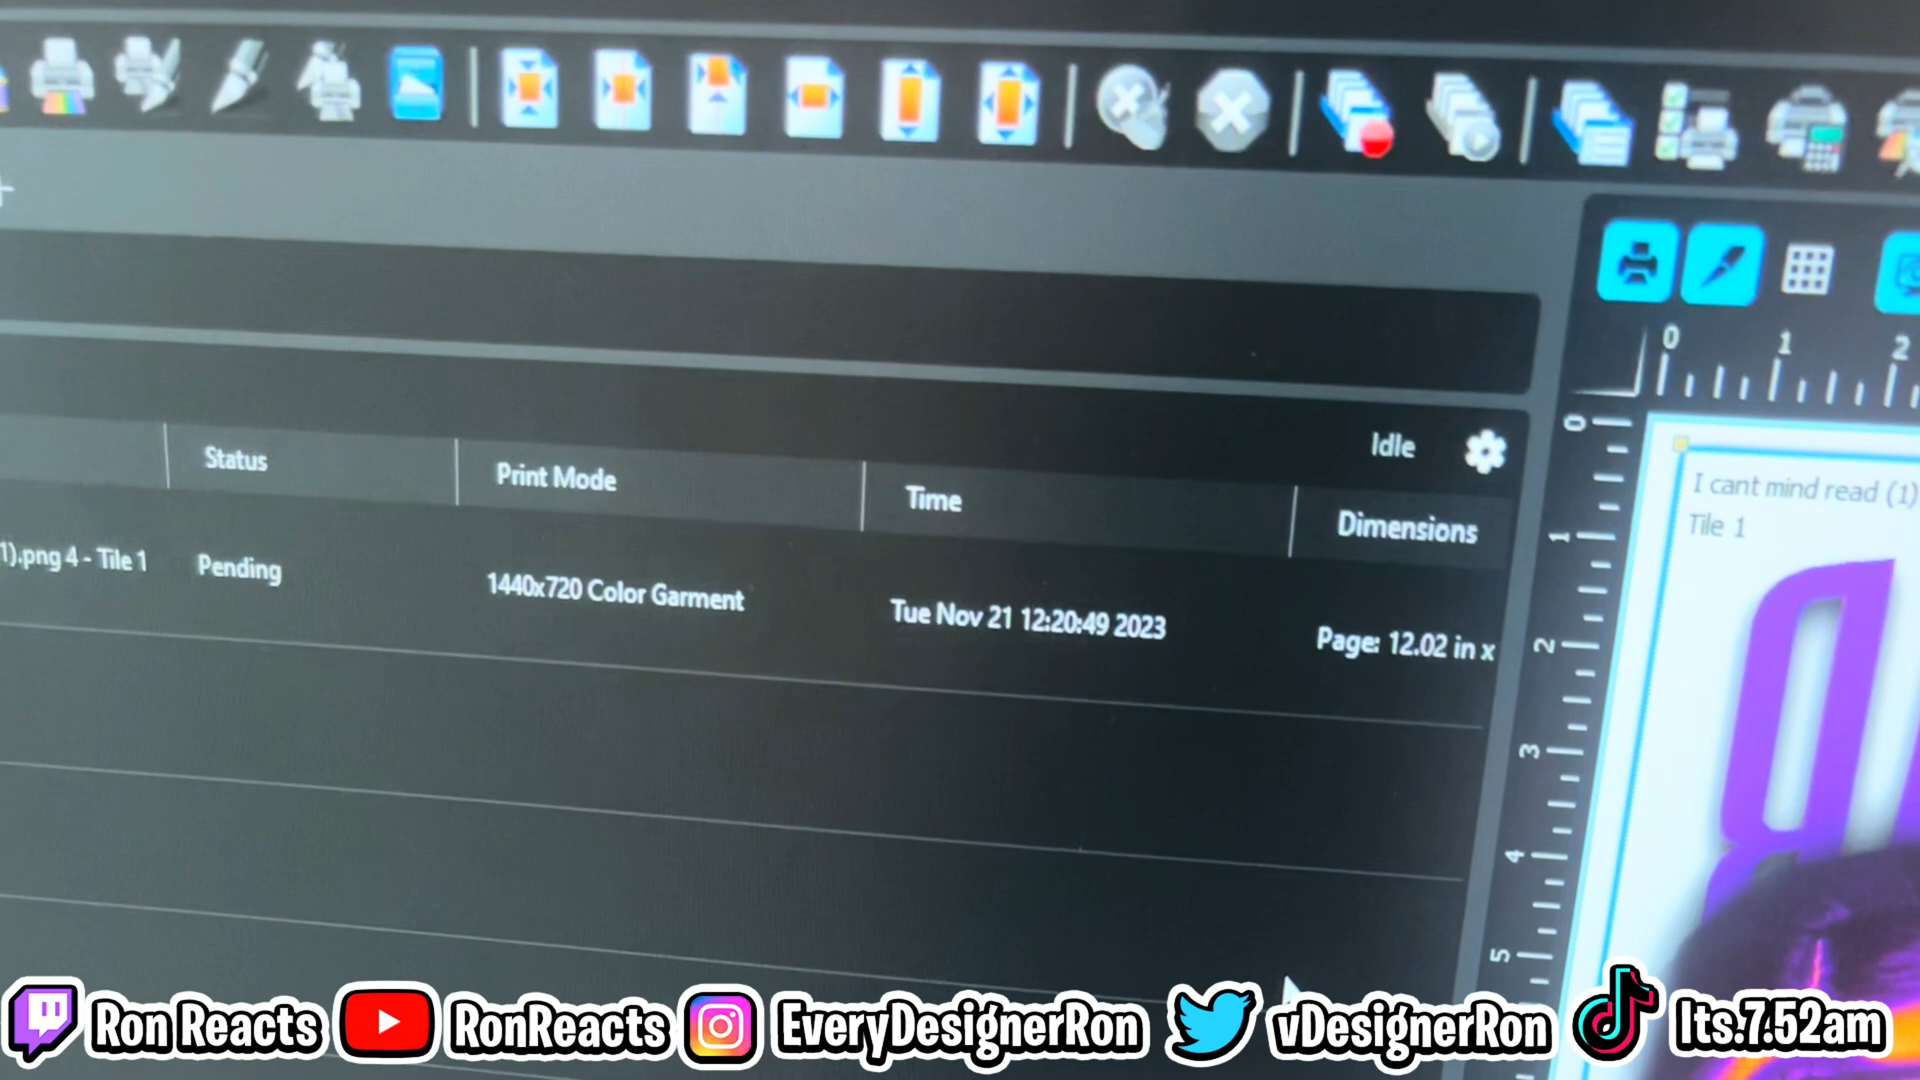 0 1 2
Idle
Status Print Mode Time Dimensions
1).png 4 - Tile 1 Pending 1440x720 Color Garment Tue Nov 21 12:20:49 2023 Page: 12.02 in x
0
1
2
3
4
5
I cant mind read (1)
Tile 1
Ron Reacts RonReacts EveryDesignerRon vDesignerRon Its.7.52am